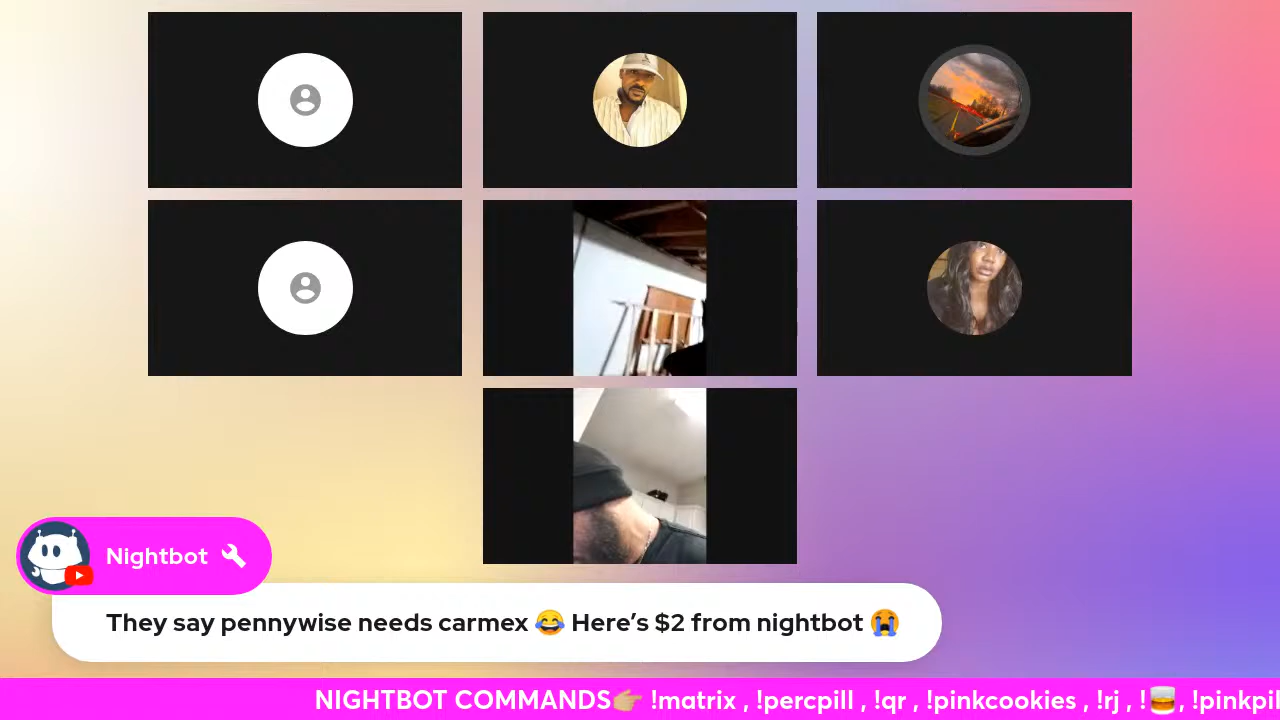 Nightbot
They say pennywise needs carmex 😂 Here's $2 from nightbot 😭
NIGHTBOT COMMANDS👉 !matrix , !percpill , !qr , !pinkcookies , !rj , !🥃 , !pinkpil